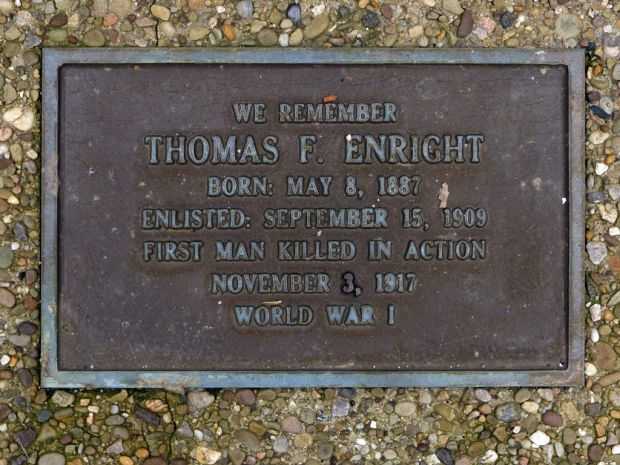 WE REMEMBER
THOMAS F. ENRIGHT
BORN: MAY 8, 1887
ENLISTED: SEPTEMBER 15, 1909
FIRST MAN KILLED IN ACTION
NOVEMBER 3, 1917
WORLD WAR I